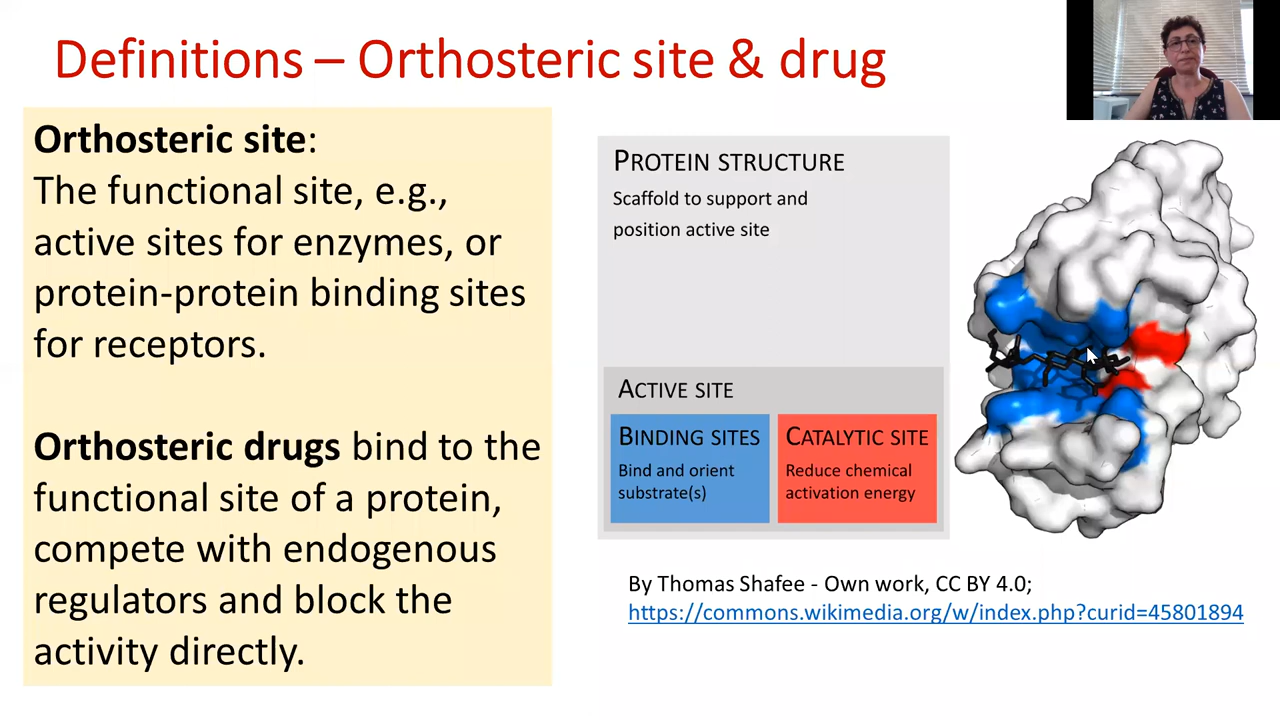 Definitions – Orthosteric site & drug
Orthosteric site:
The functional site, e.g.,
active sites for enzymes, or
protein-protein binding sites
for receptors.
Orthosteric drugs bind to the
functional site of a protein,
compete with endogenous
regulators and block the
activity directly.
PROTEIN STRUCTURE
Scaffold to support and
position active site
ACTIVE SITE
BINDING SITES
Bind and orient
substrate(s)
CATALYTIC SITE
Reduce chemical
activation energy
By Thomas Shafee - Own work, CC BY 4.0;
https://commons.wikimedia.org/w/index.php?curid=45801894